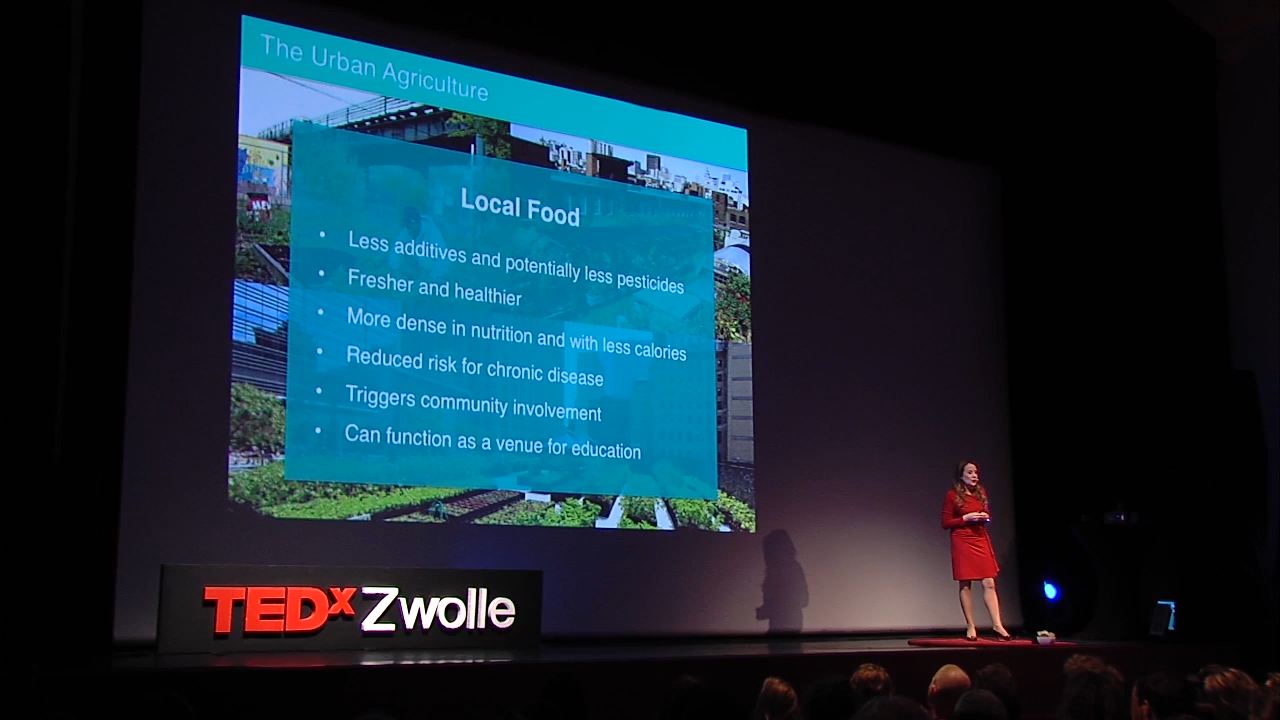 The Urban Agriculture
Local Food
• Less additives and potentially less pesticides
• Fresher and healthier
• More dense in nutrition and with less calories
• Reduced risk for chronic disease
• Triggers community involvement
• Can function as a venue for education
TEDx Zwolle